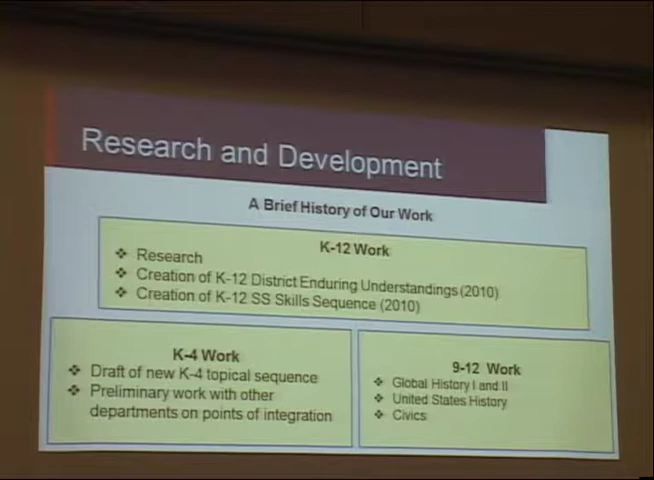 Research and Development
A Brief History of Our Work
K-12 Work
❖ Research
❖ Creation of K-12 District Enduring Understandings (2010)
❖ Creation of K-12 SS Skills Sequence (2010)
K-4 Work
❖ Draft of new K-4 topical sequence
❖ Preliminary work with other
departments on points of integration
9-12 Work
❖ Global History I and II
❖ United States History
❖ Civics